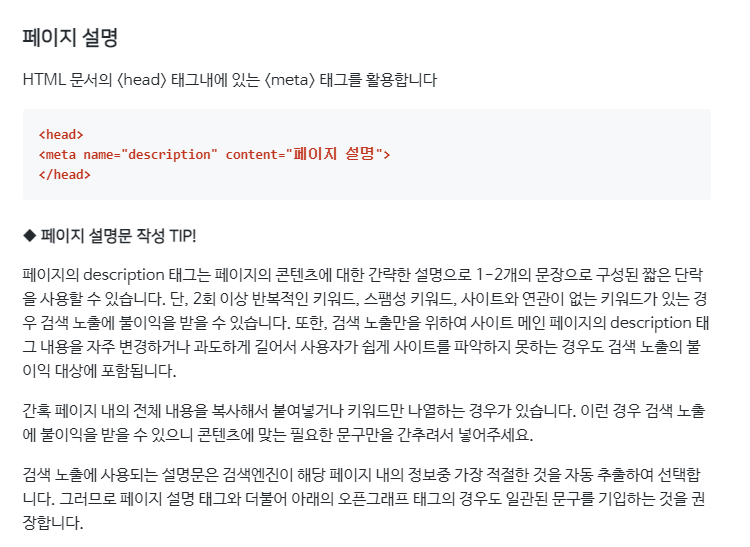 페이지 설명
HTML 문서의 <head> 태그내에 있는 <meta> 태그를 활용합니다
<head>
<meta name="description" content="페이지 설명">
</head>
◆ 페이지 설명문 작성 TIP!
페이지의 description 태그는 페이지의 콘텐츠에 대한 간략한 설명으로 1-2개의 문장으로 구성된 짧은 단락
을 사용할 수 있습니다. 단, 2회 이상 반복적인 키워드, 스팸성 키워드, 사이트와 연관이 없는 키워드가 있는 경
우 검색 노출에 불이익을 받을 수 있습니다. 또한, 검색 노출만을 위하여 사이트 메인 페이지의 description 태
그 내용을 자주 변경하거나 과도하게 길어서 사용자가 쉽게 사이트를 파악하지 못하는 경우도 검색 노출의 불
이익 대상에 포함됩니다.
간혹 페이지 내의 전체 내용을 복사해서 붙여넣거나 키워드만 나열하는 경우가 있습니다. 이런 경우 검색 노출
에 불이익을 받을 수 있으니 콘텐츠에 맞는 필요한 문구만을 간추려서 넣어주세요.
검색 노출에 사용되는 설명문은 검색엔진이 해당 페이지 내의 정보중 가장 적절한 것을 자동 추출하여 선택합
니다. 그러므로 페이지 설명 태그와 더불어 아래의 오픈그래프 태그의 경우도 일관된 문구를 기입하는 것을 권
장합니다.